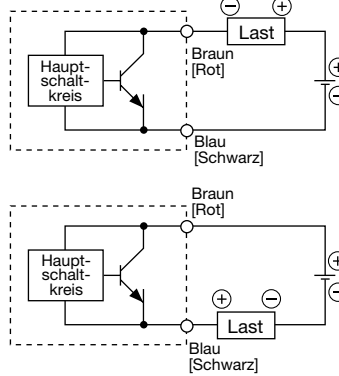 ⊖ ⊕
Last
Braun
[Rot]
Haupt-
schalt-
kreis
⊕
⊖
Blau
[Schwarz]
Braun
[Rot]
Haupt-
schalt-
kreis
⊕
⊖
⊕ ⊖
Last
Blau
[Schwarz]